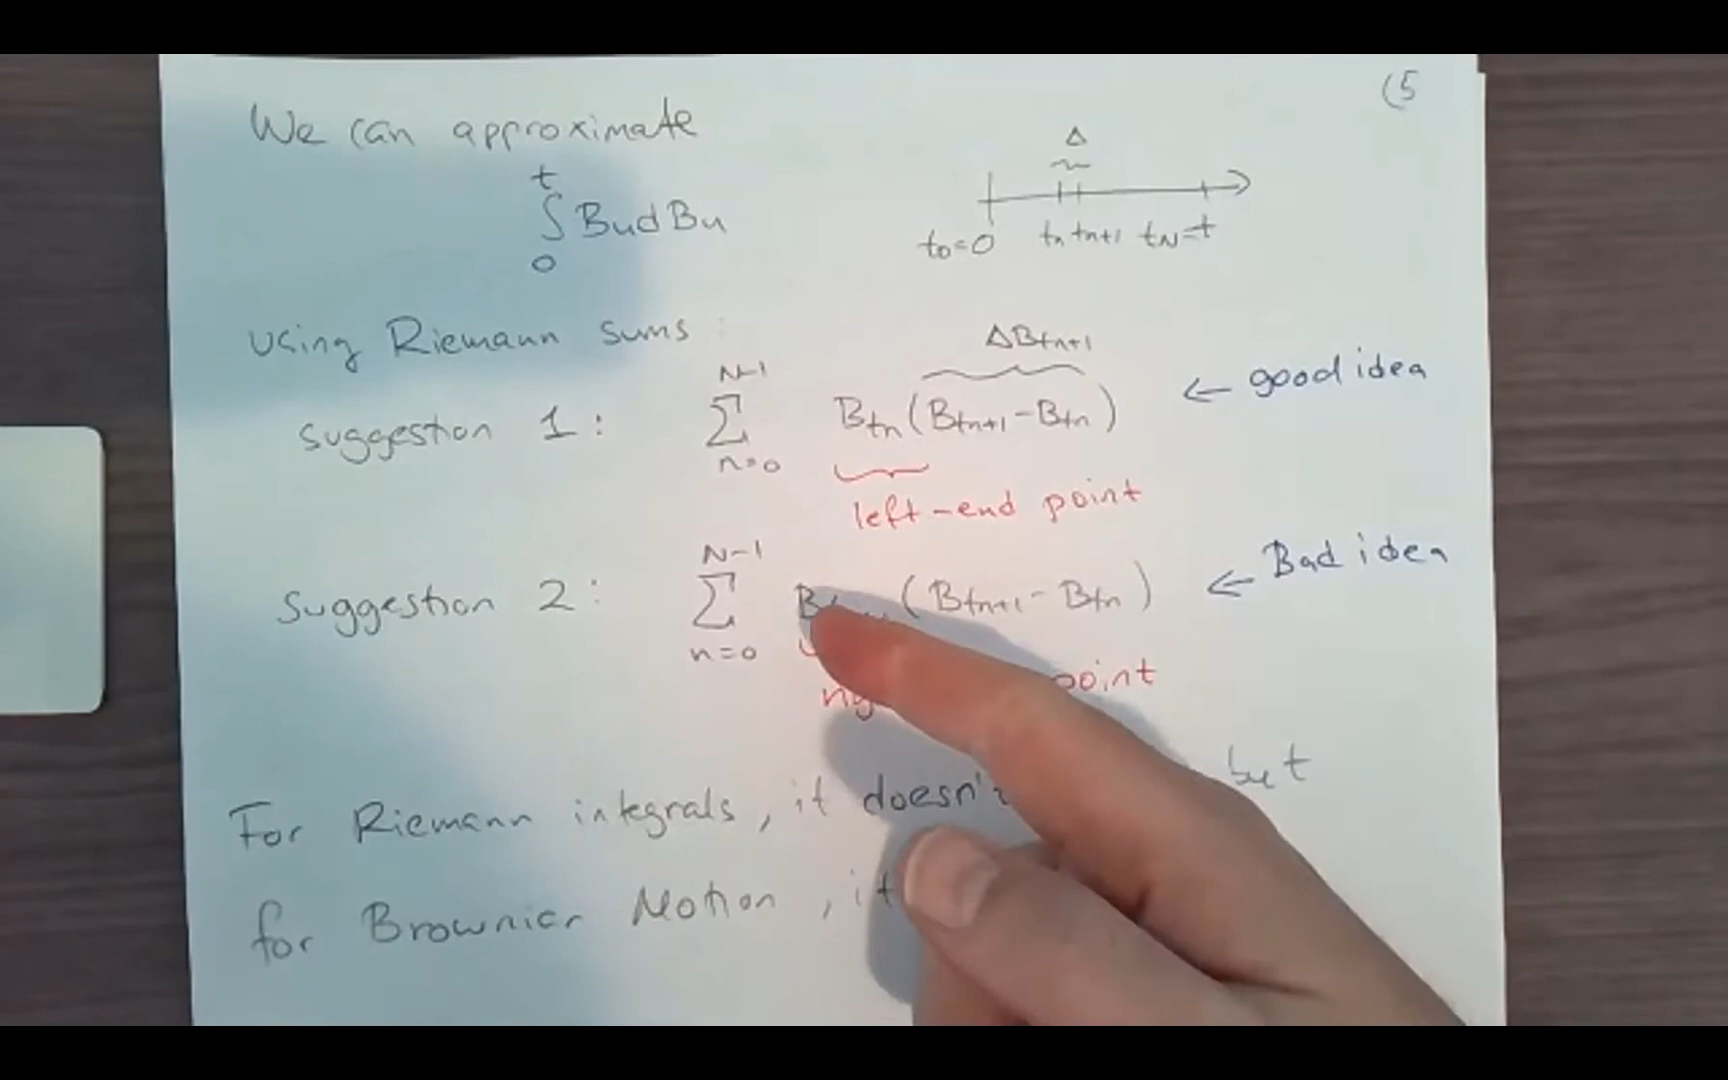 (5
We can approximate
Δ
t
∫ Bu dBu
0
t0=0 tn tn+1 tN=t
using Riemann sums:
ΔBtn+1
N-1
suggestion 1: Σ Btn (Btn+1 - Btn) ← good idea
n=0
left-end point
N-1
suggestion 2: Σ (Btn+1 - Btn) ← Bad idea
n=0
point
For Riemann integrals, it doesn't but
for Brownian Motion, it